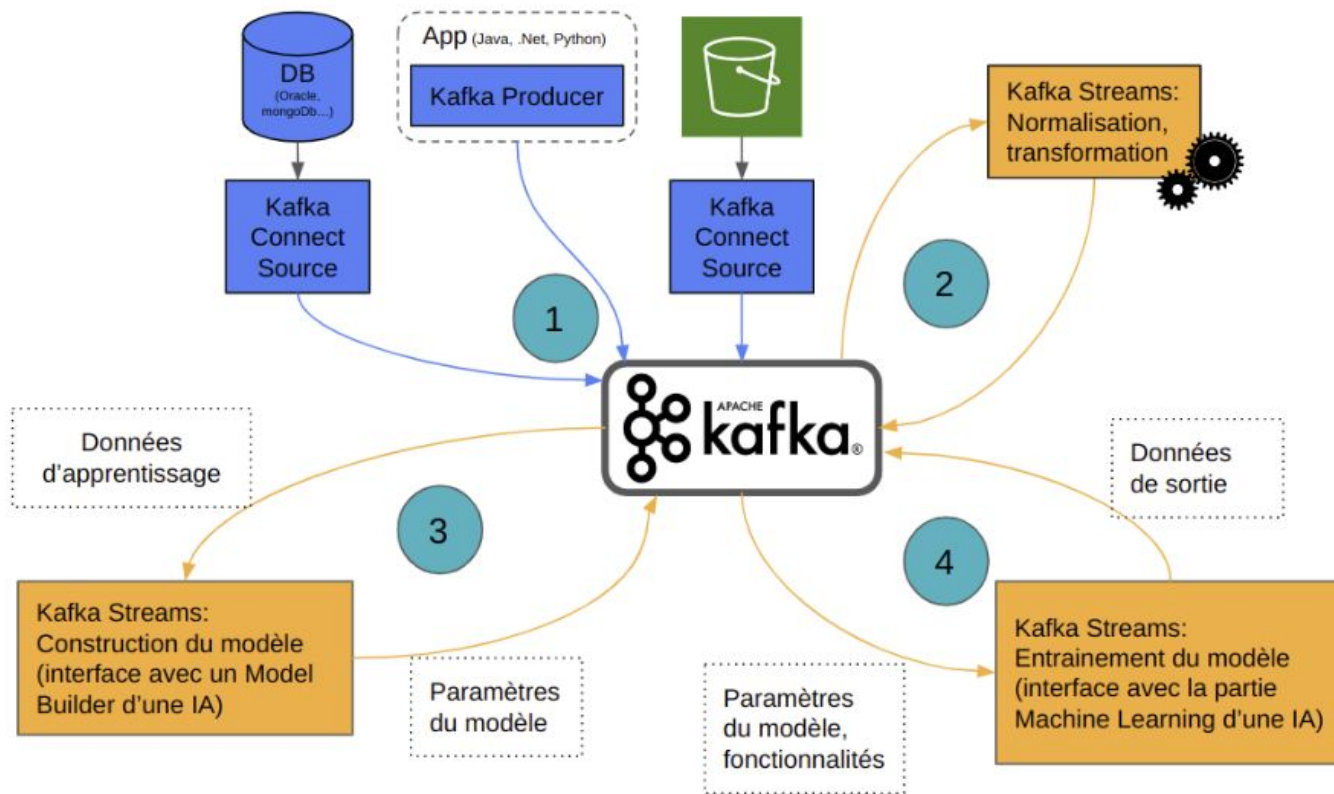 DB
(Oracle,
mongoDb...)
App (Java, .Net, Python)
Kafka Producer
Kafka
Connect
Source
Kafka
Connect
Source
Kafka Streams:
Normalisation,
transformation
1
2
APACHE
kafka®
Données
d'apprentissage
Données
de sortie
3
4
Kafka Streams:
Construction du modèle
(interface avec un Model
Builder d'une IA)
Paramètres
du modèle
Paramètres
du modèle,
fonctionnalités
Kafka Streams:
Entrainement du modèle
(interface avec la partie
Machine Learning d'une IA)